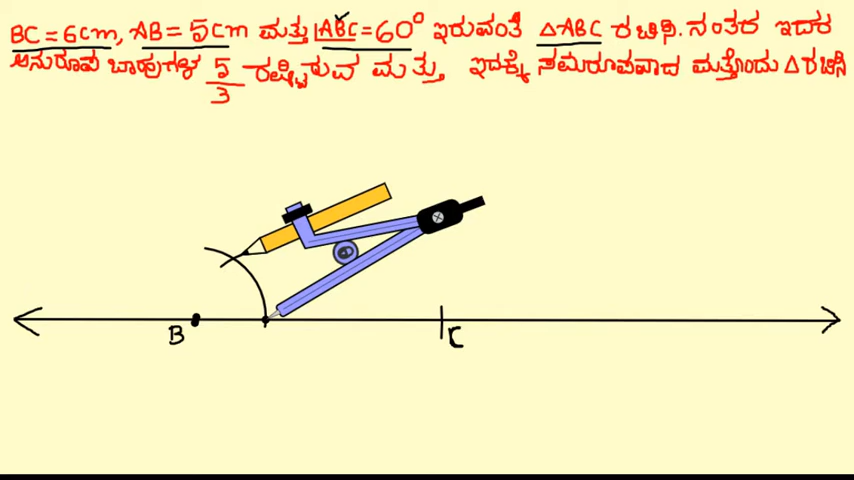 BC=6cm, AB=5cm ಮತ್ತು ∠ABC=60° ಇರುವಂತೆ △ABC ರಚಿಸಿ. ನಂತರ ಇದರ
ಅನುರೂಪ ಬಾಹುಗಳ 5/3 ರಷ್ಟಿರುವ ಮತ್ತು ಇದಕ್ಕೆ ಸಮರೂಪವಾದ ಮತ್ತೊಂದು △ ರಚಿಸಿ
B C